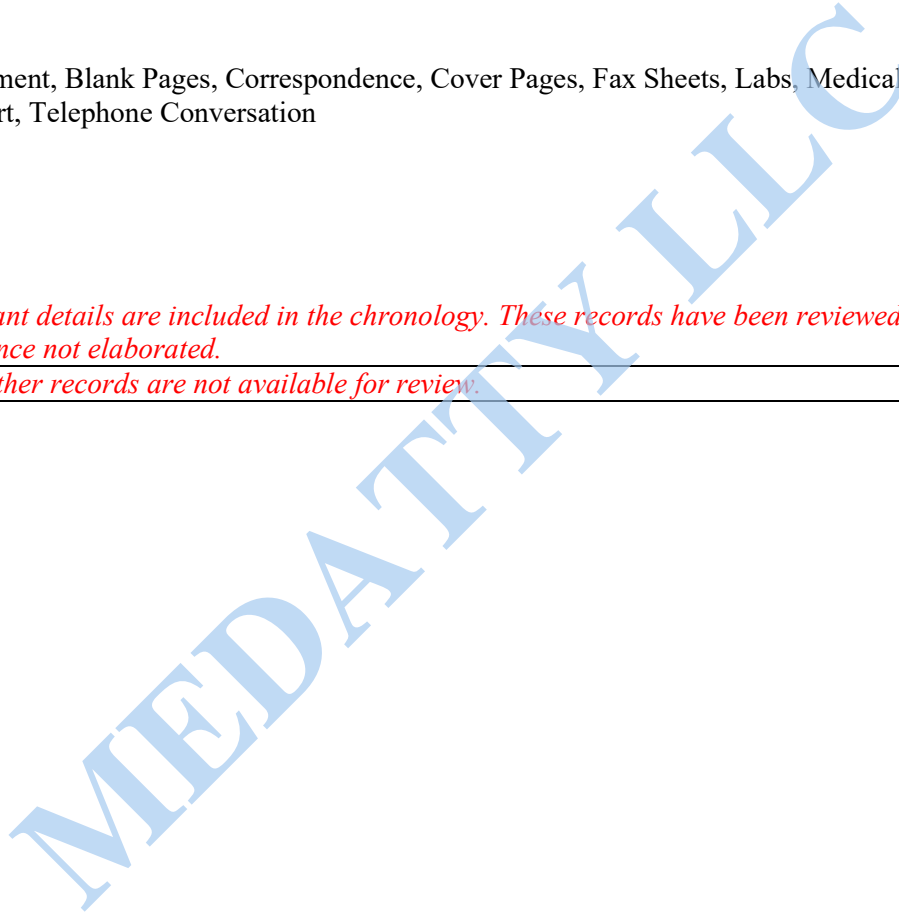 ment, Blank Pages, Correspondence, Cover Pages, Fax Sheets, Labs, Medical
rt, Telephone Conversation
ant details are included in the chronology. These records have been reviewed
nce not elaborated.
ther records are not available for review.
MEDATTY LLC